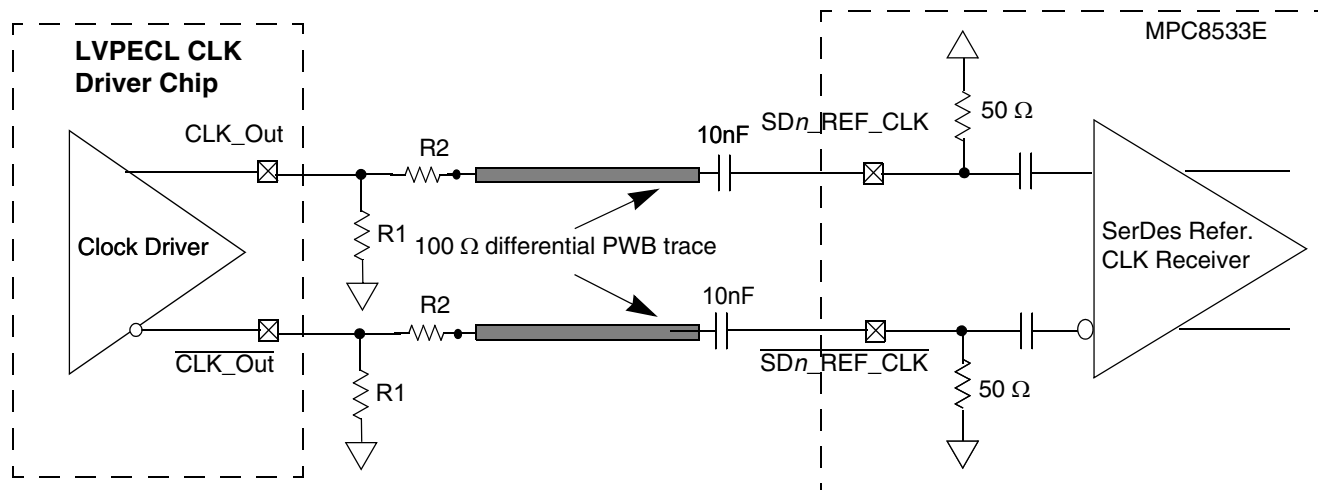 LVPECL CLK
Driver Chip
MPC8533E
CLK_Out
R2
10nF
SDn_REF_CLK
50 Ω
Clock Driver
R1
100 Ω differential PWB trace
SerDes Refer.
CLK Receiver
R2
10nF
CLK_Out
SDn_REF_CLK
R1
50 Ω